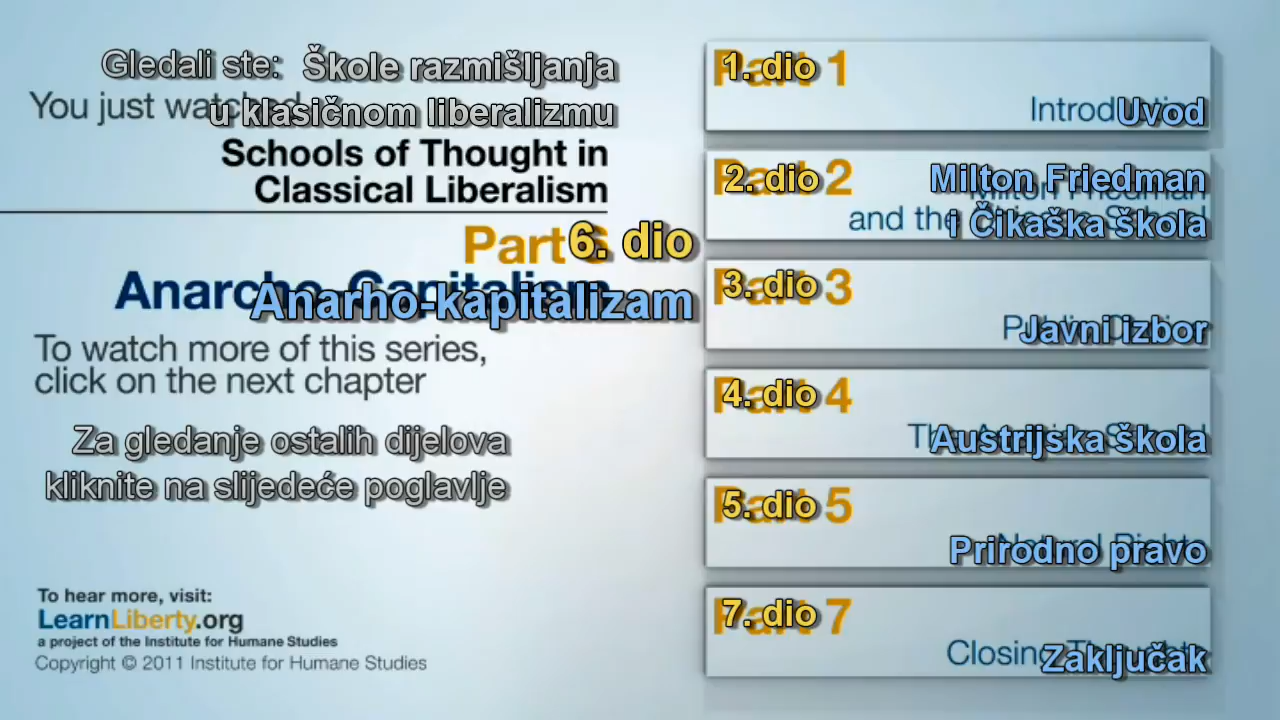 Gledali ste: Škole razmišljanja
You just watched
u klasičnom liberalizmu
Schools of Thought in
Classical Liberalism
Part 6. dio
Anarcho-Capitalism
Anarho-kapitalizam
To watch more of this series,
click on the next chapter
Za gledanje ostalih dijelova
kliknite na slijedeće poglavlje
To hear more, visit:
LearnLiberty.org
a project of the Institute for Humane Studies
Copyright © 2011 Institute for Humane Studies
Part 1
1. dio
Uvod
Part 2
2. dio
Milton Friedman
Milton Friedman
and the
i Čikaška škola
Part 3
3. dio
Javni izbor
Part 4
4. dio
Austrijska škola
Part 5
5. dio
Prirodno pravo
Part 7
7. dio
Closing
Zaključak